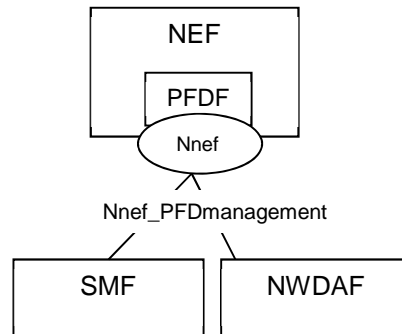 NEF
PFDF
Nnef
Nnef_PFDmanagement
SMF
NWDAF